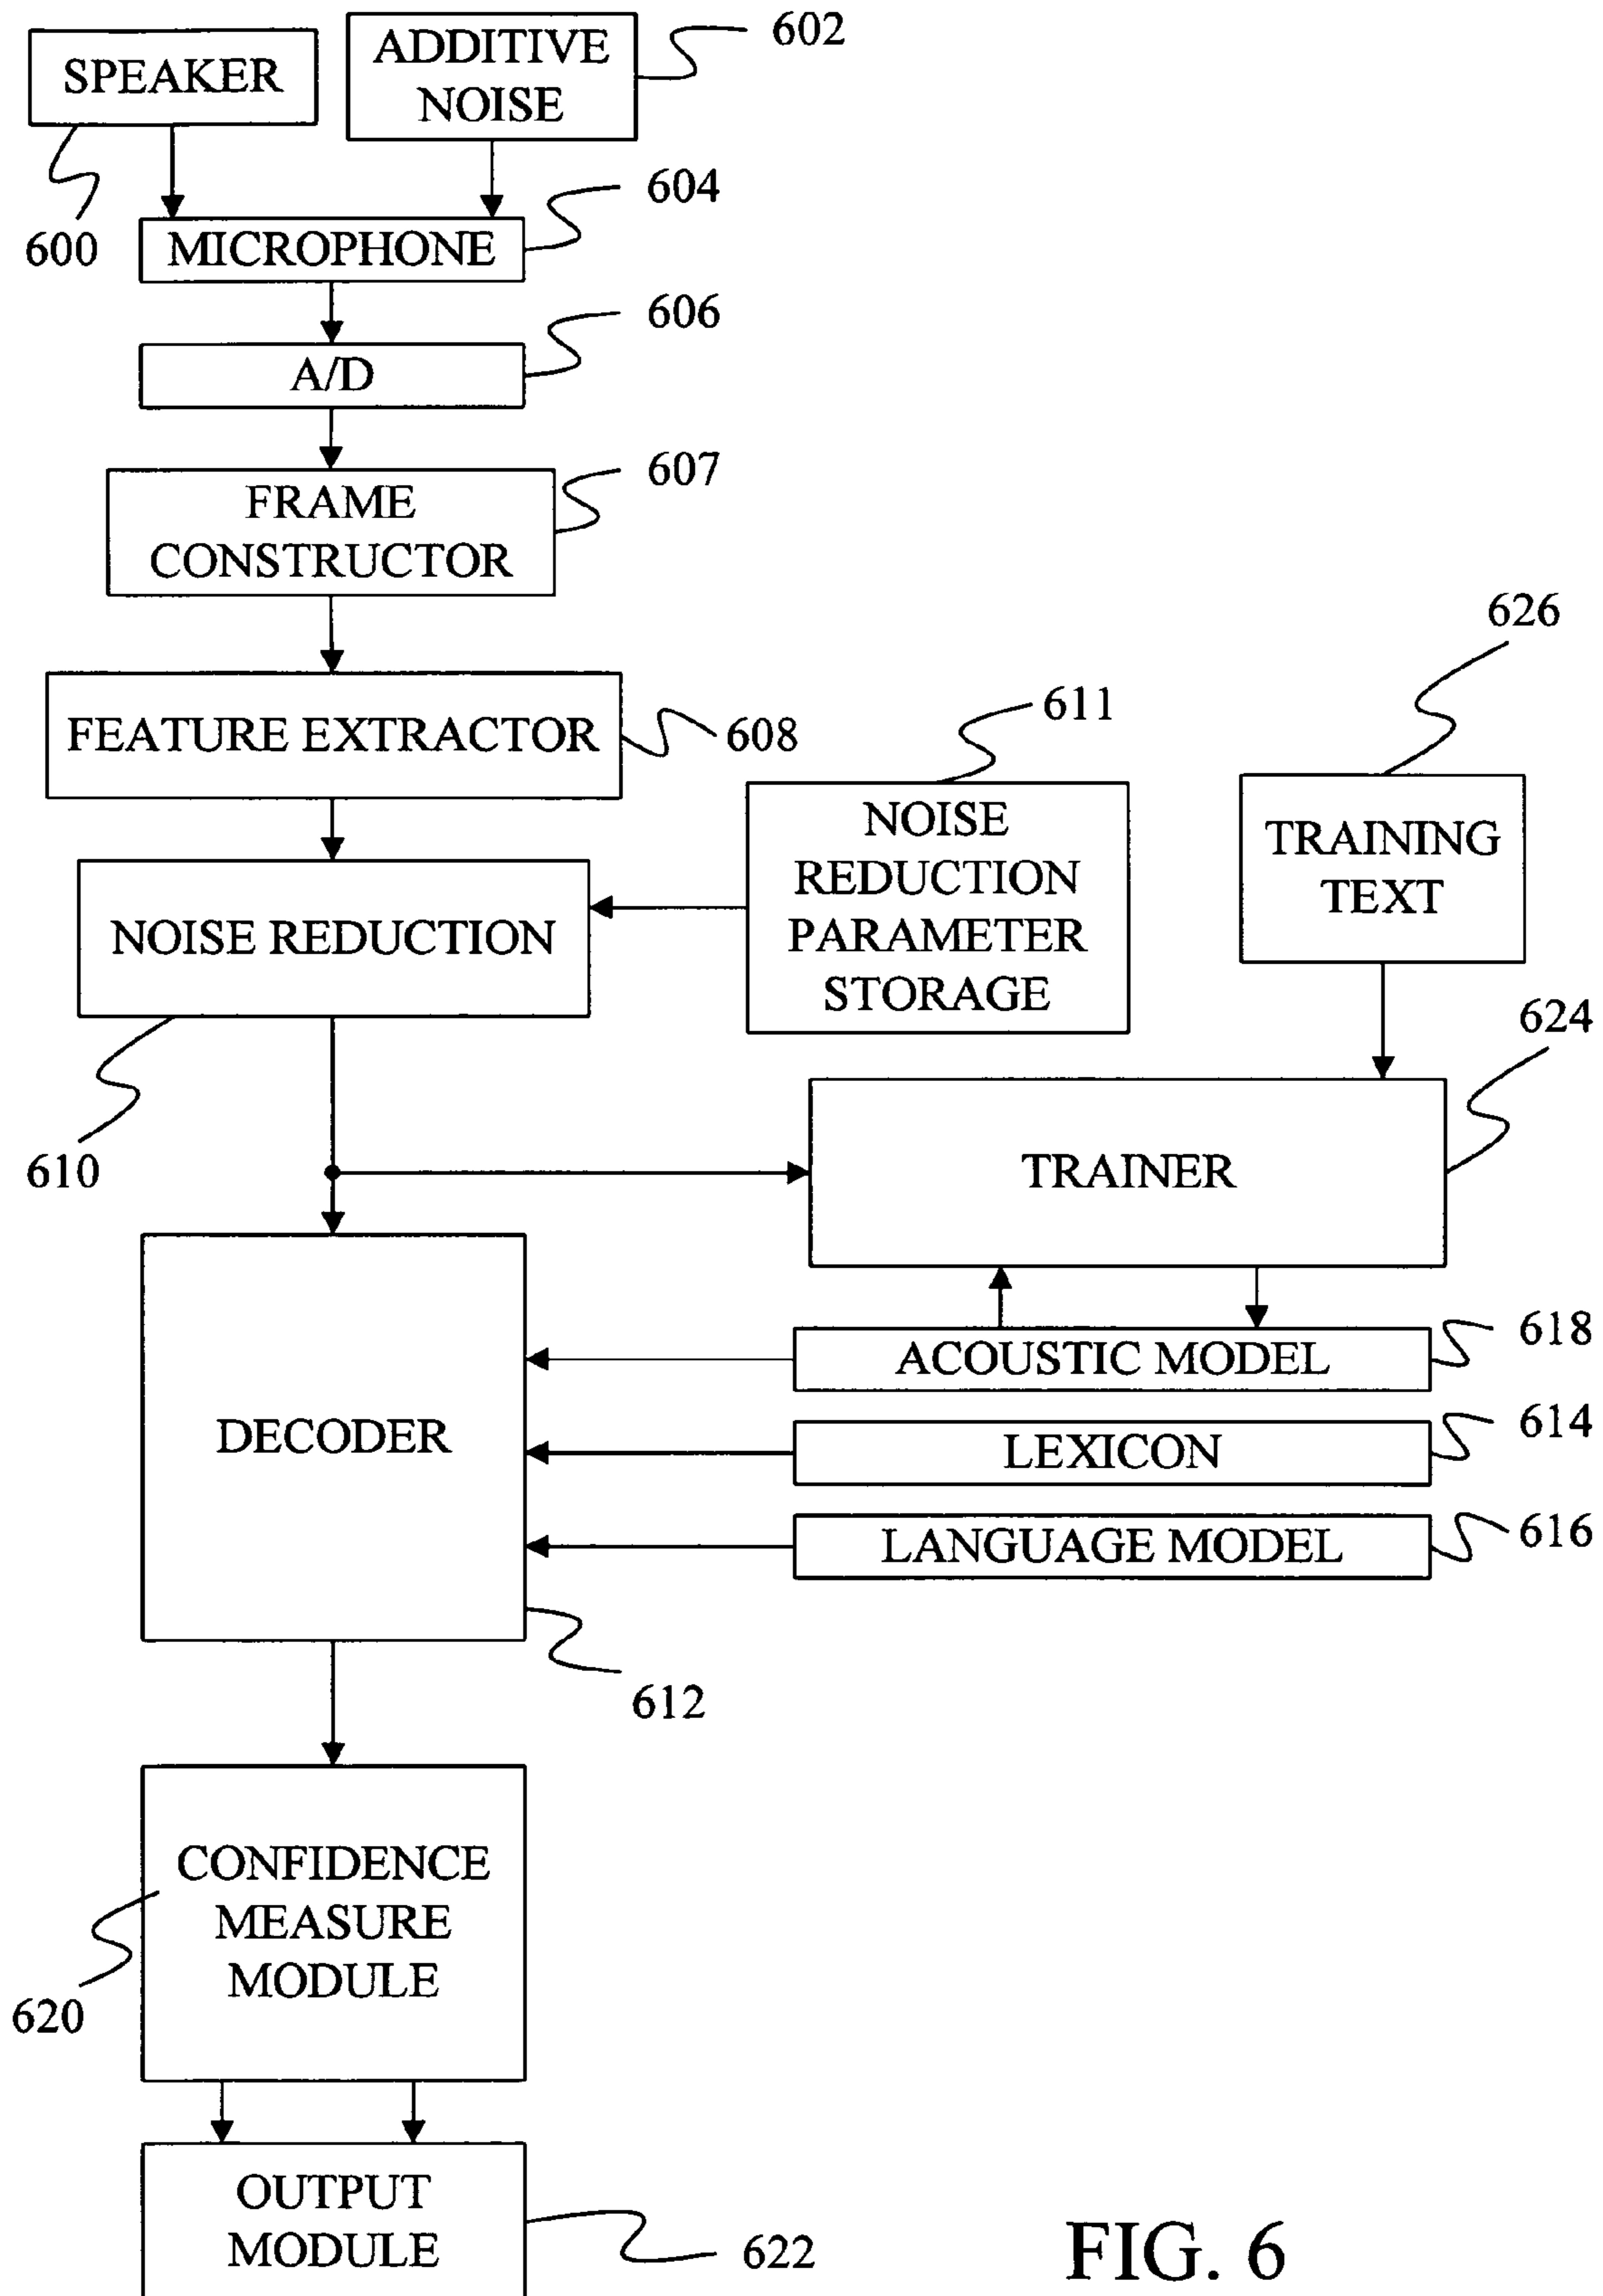 SPEAKER
ADDITIVE
NOISE
602
600
MICROPHONE
604
A/D
606
FRAME
CONSTRUCTOR
607
FEATURE EXTRACTOR
608
NOISE REDUCTION
610
NOISE
REDUCTION
PARAMETER
STORAGE
611
TRAINING
TEXT
626
TRAINER
624
DECODER
612
ACOUSTIC MODEL
618
LEXICON
614
LANGUAGE MODEL
616
CONFIDENCE
MEASURE
MODULE
620
OUTPUT
MODULE
622
FIG. 6